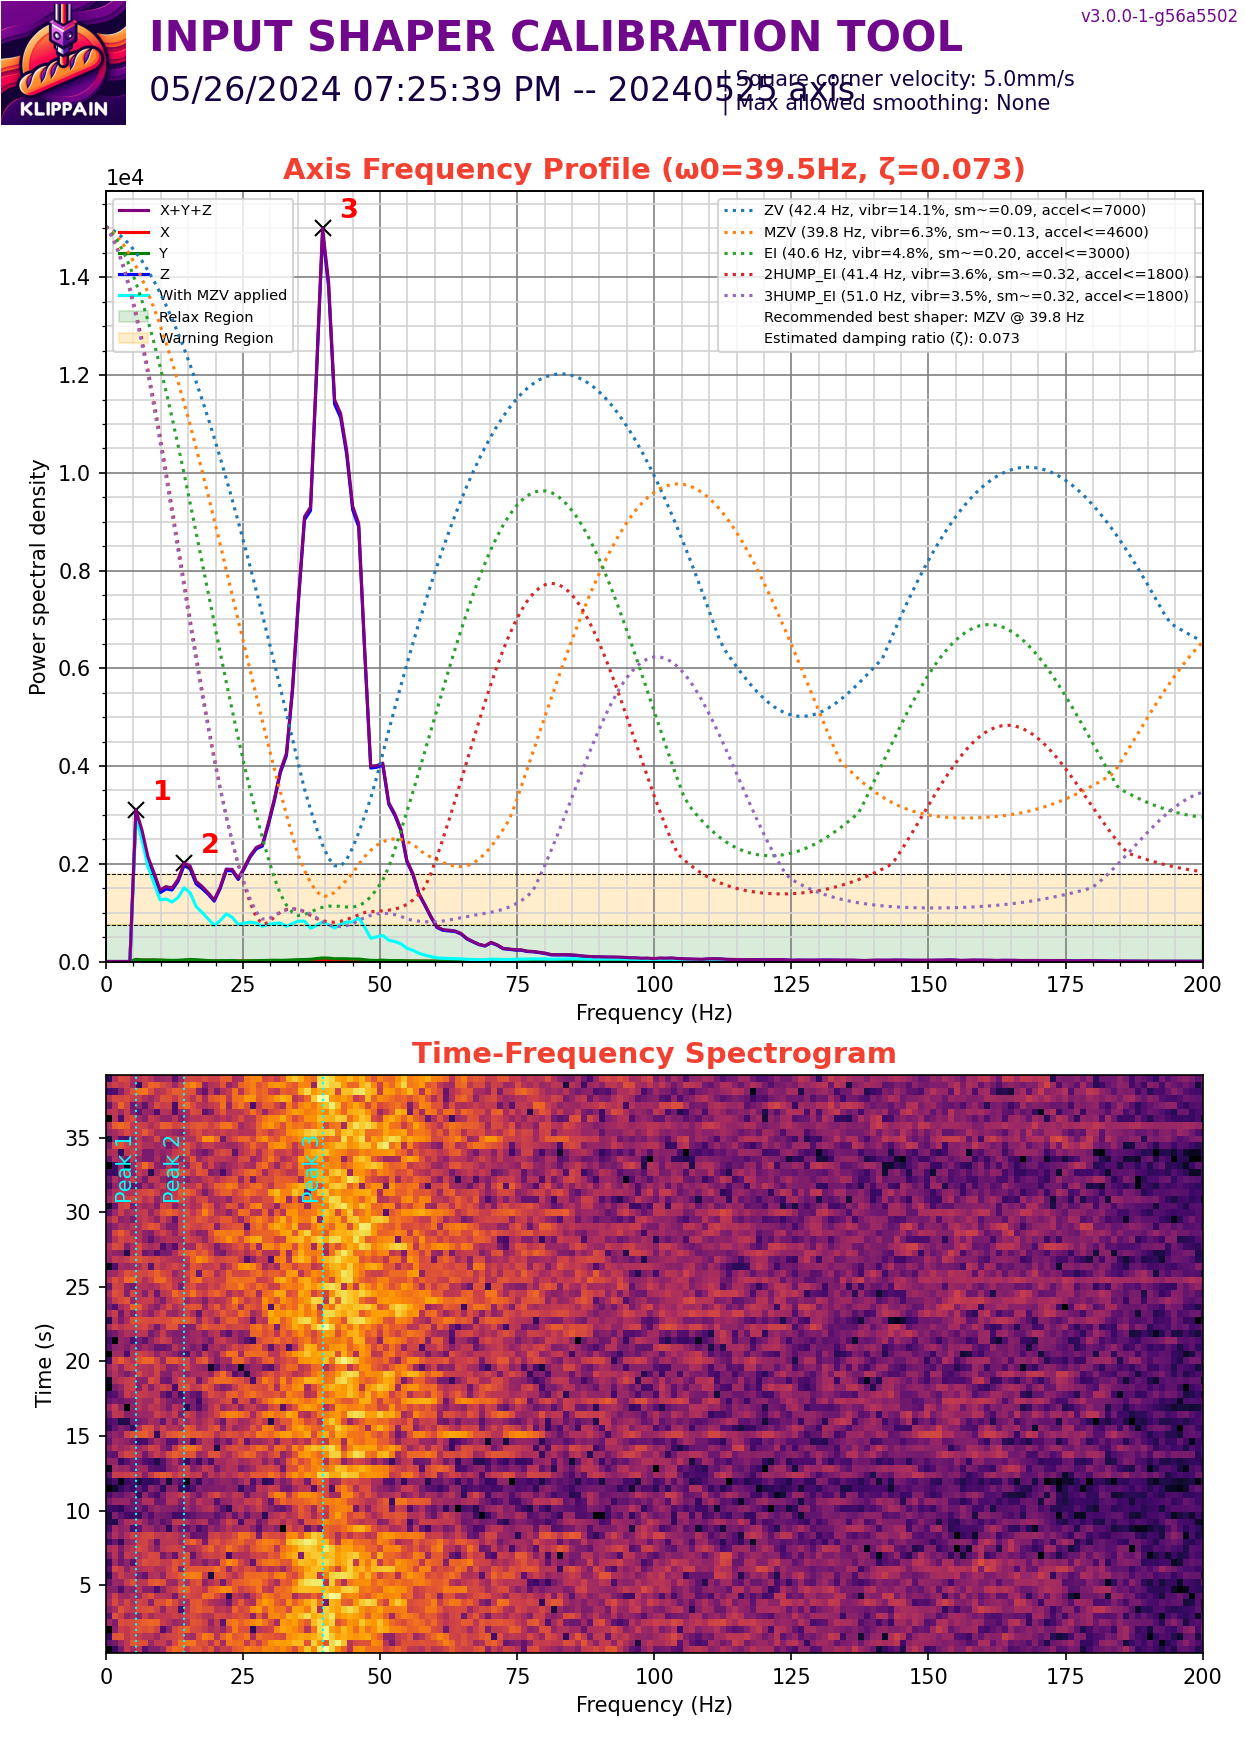 KLIPPAIN
INPUT SHAPER CALIBRATION TOOL
v3.0.0-1-g56a5502
05/26/2024 07:25:39 PM -- 20240525 axis
| Square corner velocity: 5.0mm/s
| Max allowed smoothing: None
Axis Frequency Profile (ω0=39.5Hz, ζ=0.073)
1e4
X+Y+Z
X
Y
Z
With MZV applied
Relax Region
Warning Region
ZV (42.4 Hz, vibr=14.1%, sm~=0.09, accel<=7000)
MZV (39.8 Hz, vibr=6.3%, sm~=0.13, accel<=4600)
EI (40.6 Hz, vibr=4.8%, sm~=0.20, accel<=3000)
2HUMP_EI (41.4 Hz, vibr=3.6%, sm~=0.32, accel<=1800)
3HUMP_EI (51.0 Hz, vibr=3.5%, sm~=0.32, accel<=1800)
Recommended best shaper: MZV @ 39.8 Hz
Estimated damping ratio (ζ): 0.073
3
1
2
1.4
1.2
1.0
0.8
0.6
0.4
0.2
0.0
Power spectral density
0 25 50 75 100 125 150 175 200
Frequency (Hz)
Time-Frequency Spectrogram
Peak 1
Peak 2
Peak 3
35
30
25
20
15
10
5
Time (s)
0 25 50 75 100 125 150 175 200
Frequency (Hz)